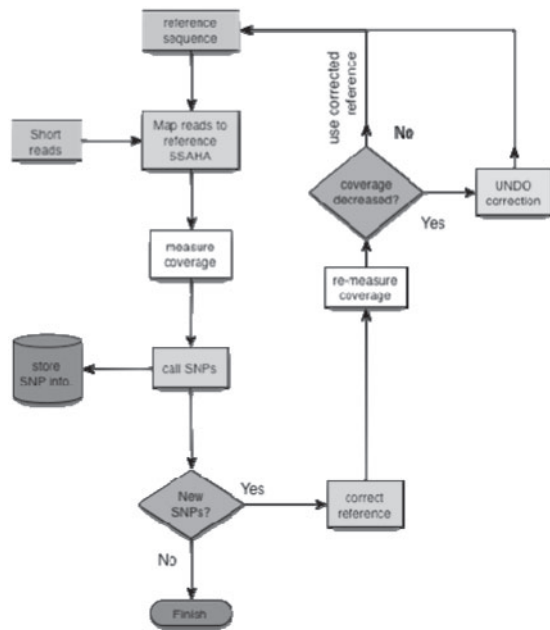 reference
sequence
Short
reads
Map reads to
reference
SSAHA
measure
coverage
call SNPs
store
SNP into.
New
SNPs?
Yes
No
Finish
correct
reference
re-measure
coverage
coverage
decreased?
Yes
No
use corrected
reference
UNDO
correction